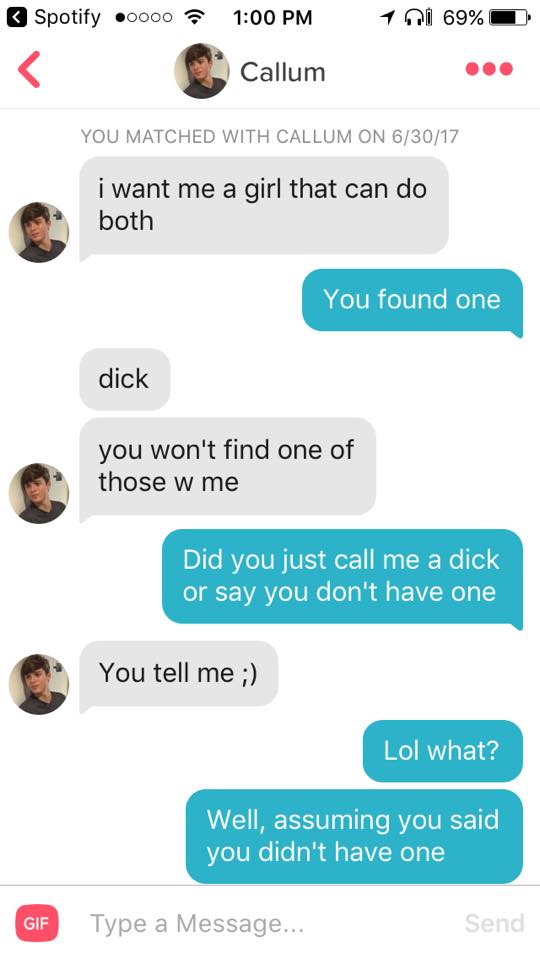 Spotify 1:00 PM 69%
Callum
YOU MATCHED WITH CALLUM ON 6/30/17
i want me a girl that can do
both
You found one
dick
you won't find one of
those w me
Did you just call me a dick
or say you don't have one
You tell me ;)
Lol what?
Well, assuming you said
you didn't have one
GIF Type a Message... Send